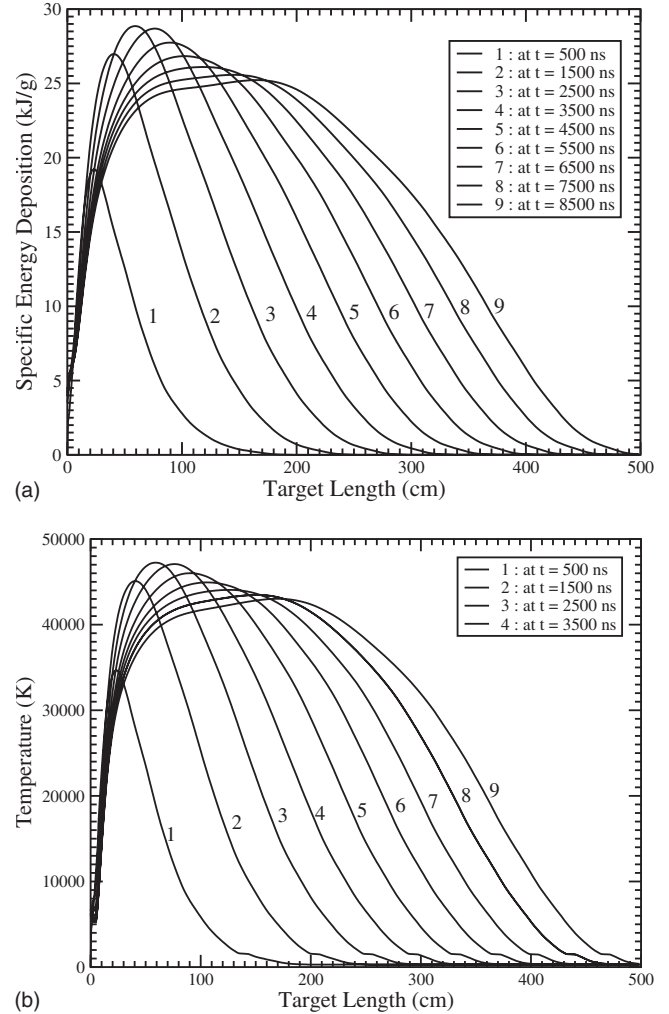 30
25
20
15
10
5
0
Specific Energy Deposition (kJ/g)
1 : at t = 500 ns
2 : at t = 1500 ns
3 : at t = 2500 ns
4 : at t = 3500 ns
5 : at t = 4500 ns
6 : at t = 5500 ns
7 : at t = 6500 ns
8 : at t = 7500 ns
9 : at t = 8500 ns
1 2 3 4 5 6 7 8 9
0 100 200 300 400 500
(a) Target Length (cm)
50000
40000
30000
20000
10000
0
Temperature (K)
1 : at t = 500 ns
2 : at t =1500 ns
3 : at t = 2500 ns
4 : at t = 3500 ns
1 2 3 4 5 6 7 8 9
0 100 200 300 400 500
(b) Target Length (cm)